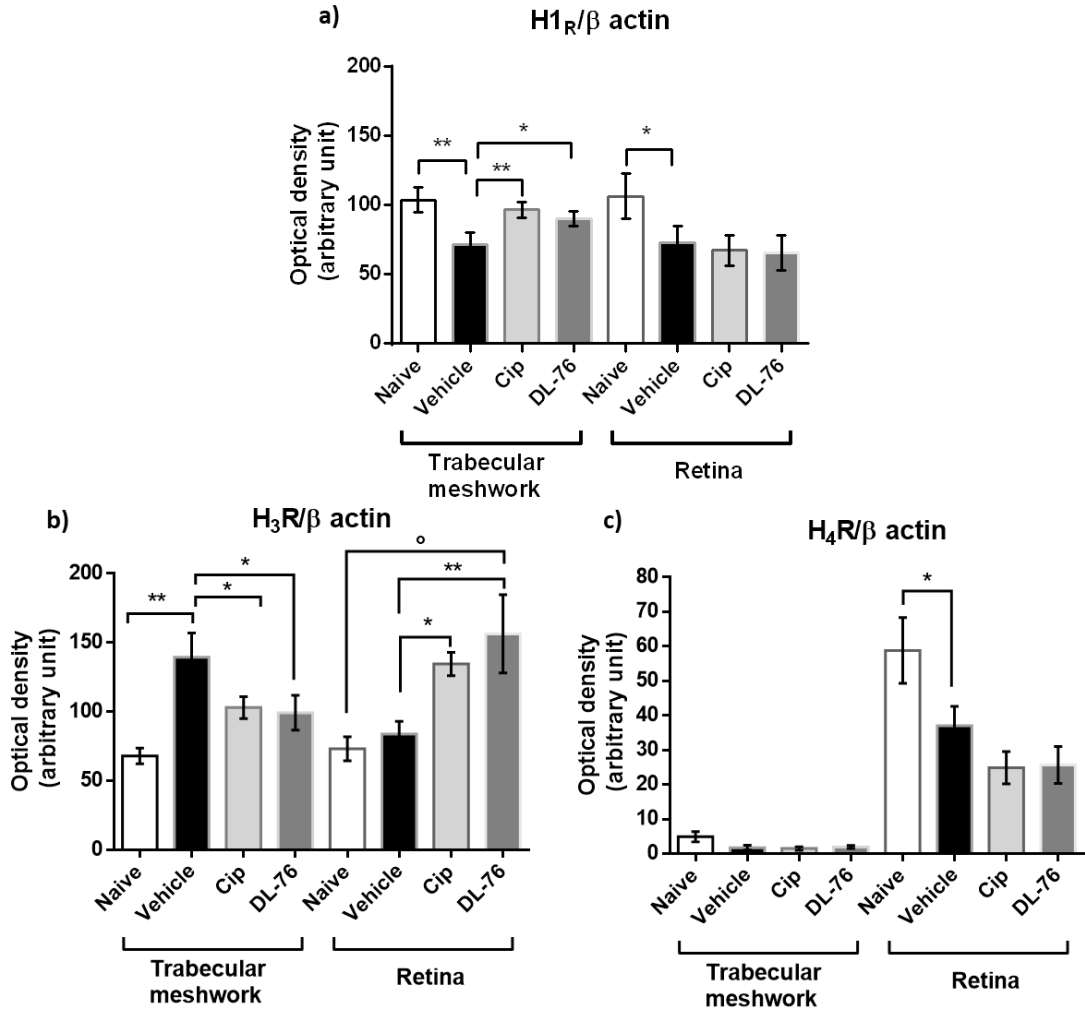 a)
H1R/β actin
Optical density
(arbitrary unit)
200
150
100
50
0
** ** * *
Naive Vehicle Cip DL-76 Naive Vehicle Cip DL-76
Trabecular
meshwork
Retina
b)
H3R/β actin
Optical density
(arbitrary unit)
200
150
100
50
0
** * * * ** °
Naive Vehicle Cip DL-76 Naive Vehicle Cip DL-76
Trabecular
meshwork
Retina
c)
H4R/β actin
Optical density
(arbitrary unit)
80
70
60
50
40
30
20
10
0
*
Naive Vehicle Cip DL-76 Naive Vehicle Cip DL-76
Trabecular
meshwork
Retina